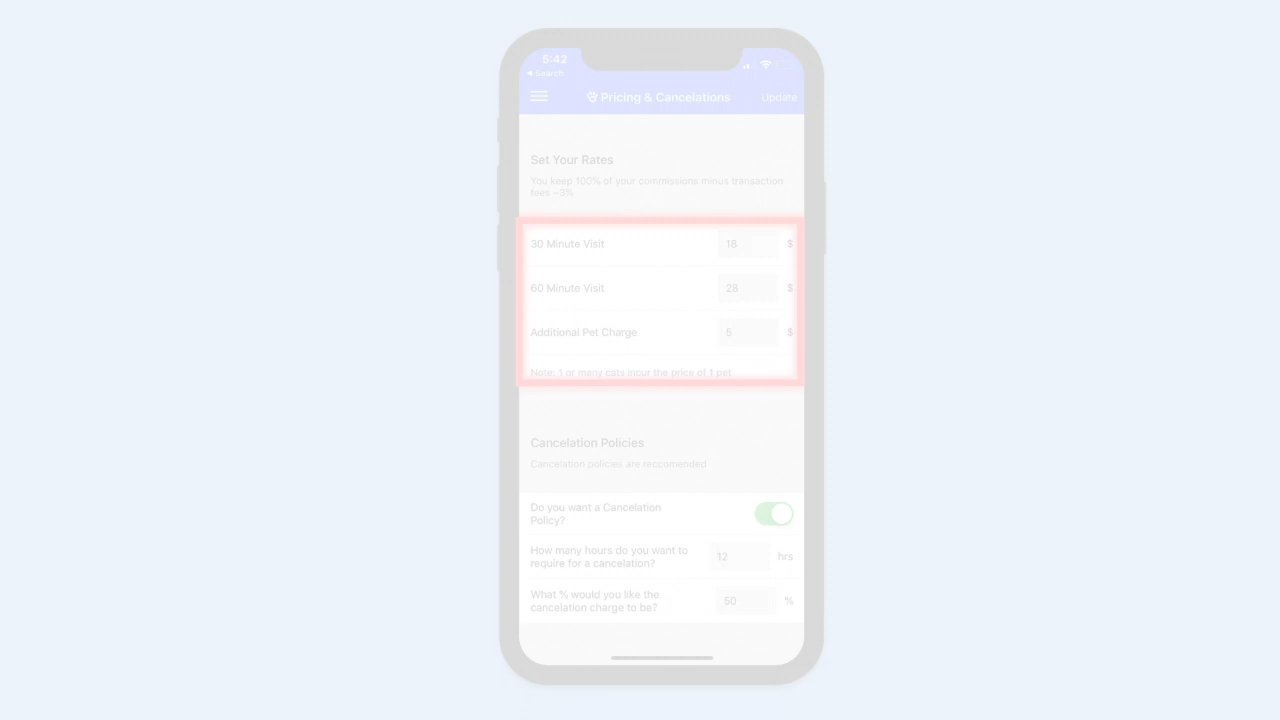 5:42
Search
Pricing & Cancelations
Update
Set Your Rates
You keep 100% of your commissions minus transaction
fees ~3%
30 Minute Visit 18 $
60 Minute Visit 28 $
Additional Pet Charge 5 $
Note: 1 or many cats incur the price of 1 pet
Cancelation Policies
Cancelation policies are reccomended
Do you want a Cancelation
Policy?
How many hours do you want to
require for a cancelation?
12 hrs
What % would you like the
cancelation charge to be?
50 %